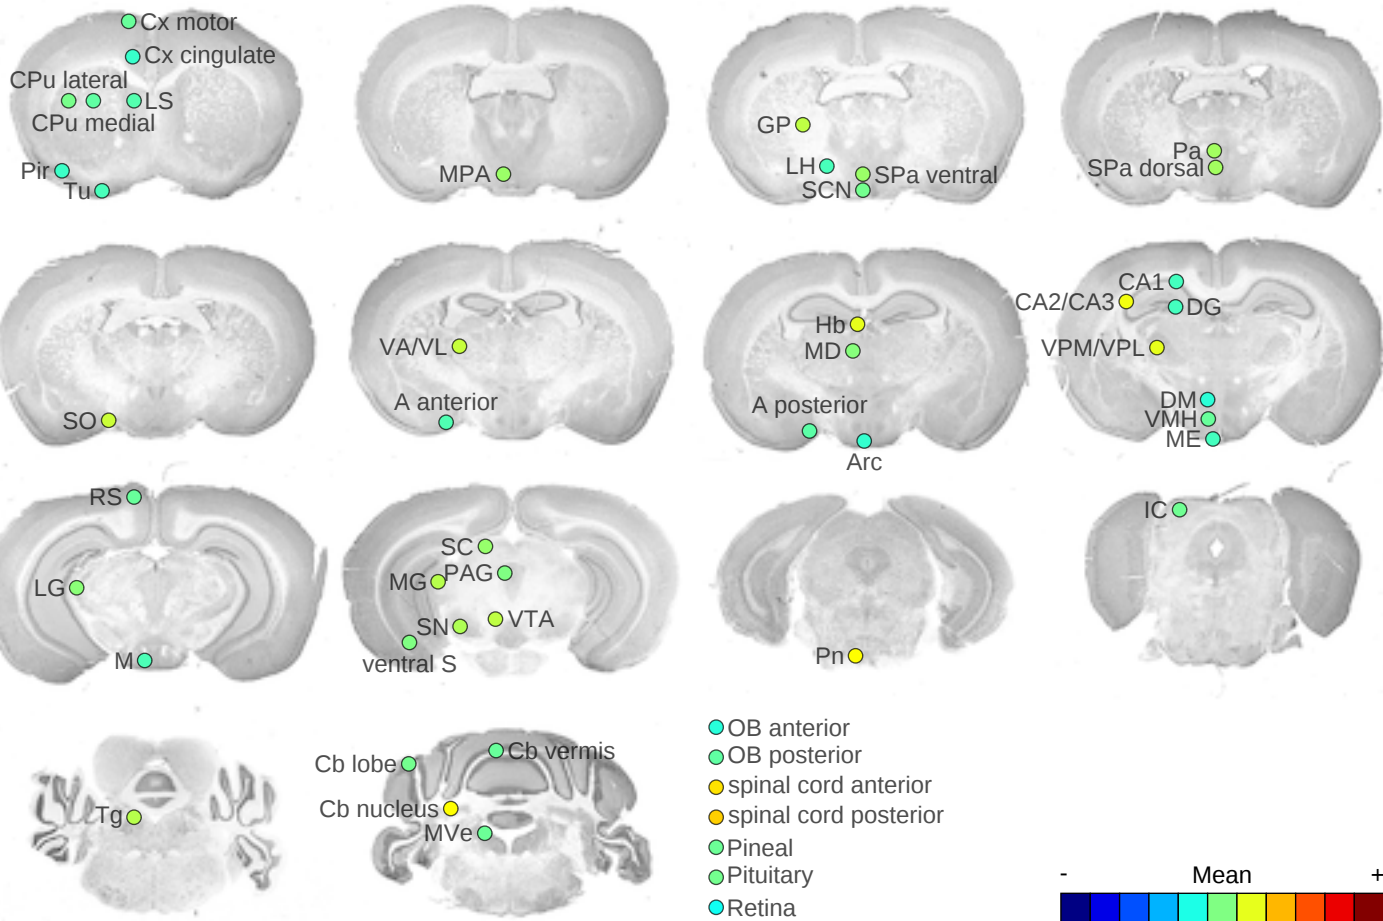 Cx motor
Cx cingulate
CPu lateral
LS
CPu medial
Pir
Tu
MPA
GP
LH
SPa ventral
SCN
Pa
SPa dorsal
SO
VA/VL
A anterior
Hb
MD
A posterior
Arc
CA1
CA2/CA3
DG
VPM/VPL
DM
VMH
ME
RS
LG
M
SC
MG
PAG
SN
VTA
ventral S
Pn
IC
Tg
Cb lobe
Cb vermis
Cb nucleus
MVe
OB anterior
OB posterior
spinal cord anterior
spinal cord posterior
Pineal
Pituitary
Retina
- Mean +